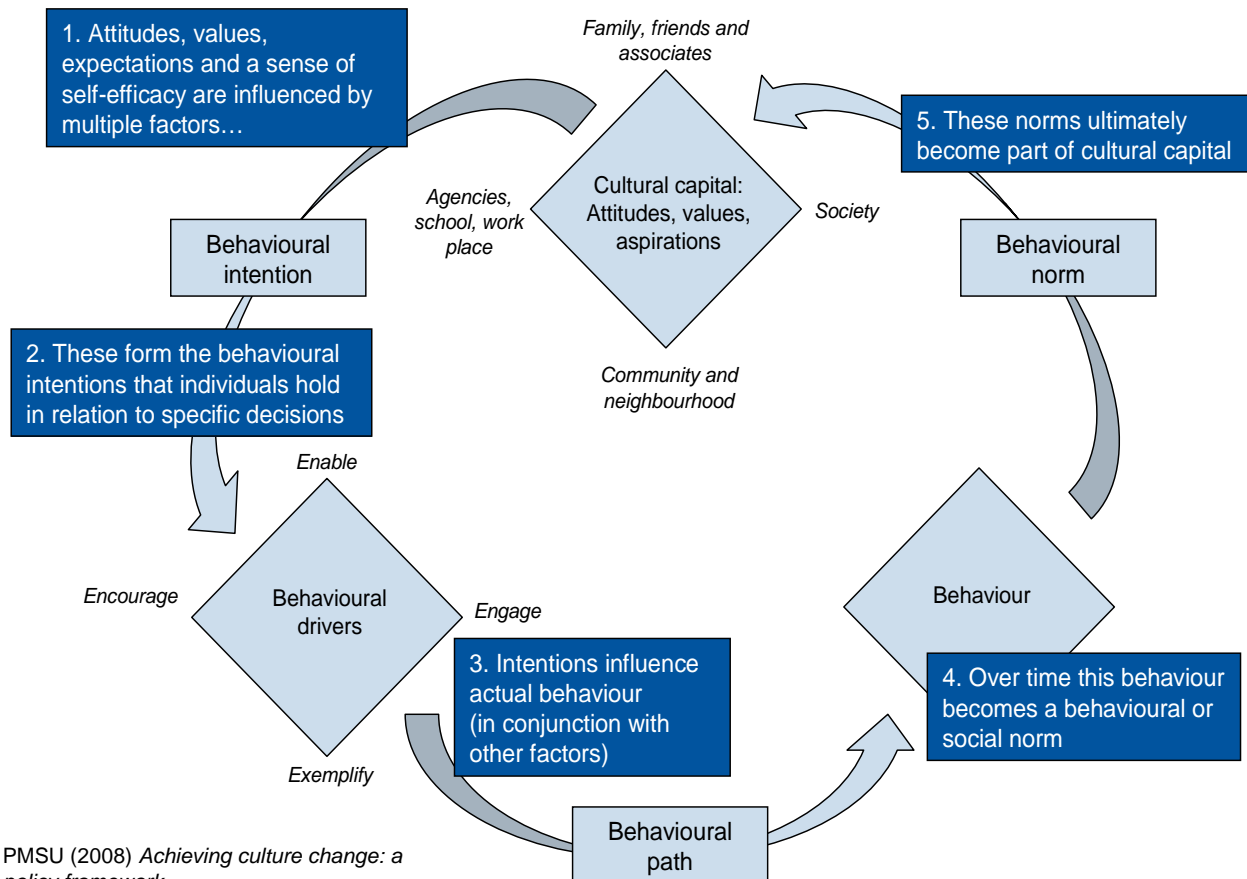 1. Attitudes, values,
expectations and a sense of
self-efficacy are influenced by
multiple factors…
Family, friends and
associates
5. These norms ultimately
become part of cultural capital
Cultural capital:
Attitudes, values,
aspirations
Agencies,
school, work
place
Society
Behavioural
intention
Behavioural
norm
2. These form the behavioural
intentions that individuals hold
in relation to specific decisions
Community and
neighbourhood
Enable
Encourage
Behavioural
drivers
Engage
Behaviour
3. Intentions influence
actual behaviour
(in conjunction with
other factors)
4. Over time this behaviour
becomes a behavioural or
social norm
Exemplify
Behavioural
path
PMSU (2008) Achieving culture change: a
policy framework